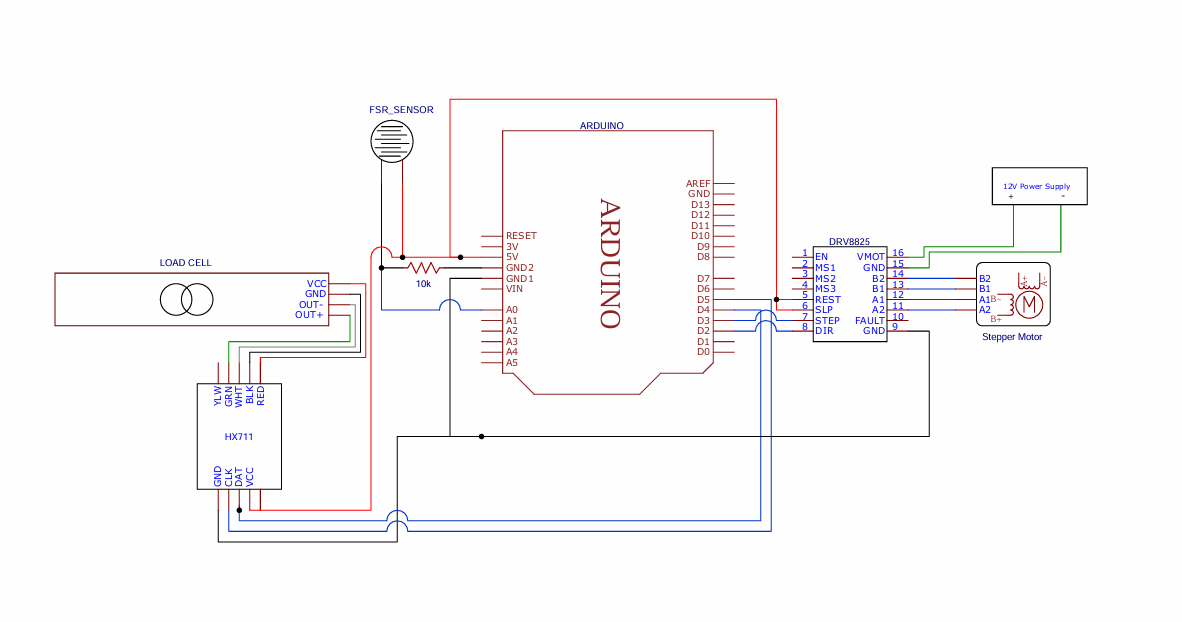 FSR_SENSOR
10k
ARDUINO
ARDUINO
RESET
3V
5V
GND2
GND1
VIN
A0
A1
A2
A3
A4
A5
AREF
GND
D13
D12
D11
D10
D9
D8
D7
D6
D5
D4
D3
D2
D1
D0
LOAD CELL
VCC
GND
OUT-
OUT+
YLW
GRN
WHT
BLK
RED
HX711
GND
CLK
DAT
VCC
DRV8825
1 EN
2 MS1
3 MS2
4 MS3
5 REST
6 SLP
7 STEP
8 DIR
VMOT 16
GND 15
B2 14
B1 13
A1 12
A2 11
FAULT 10
GND 9
12V Power Supply
+ -
B2
B1
A1
A2
A+
A-
B-
B+
M
Stepper Motor